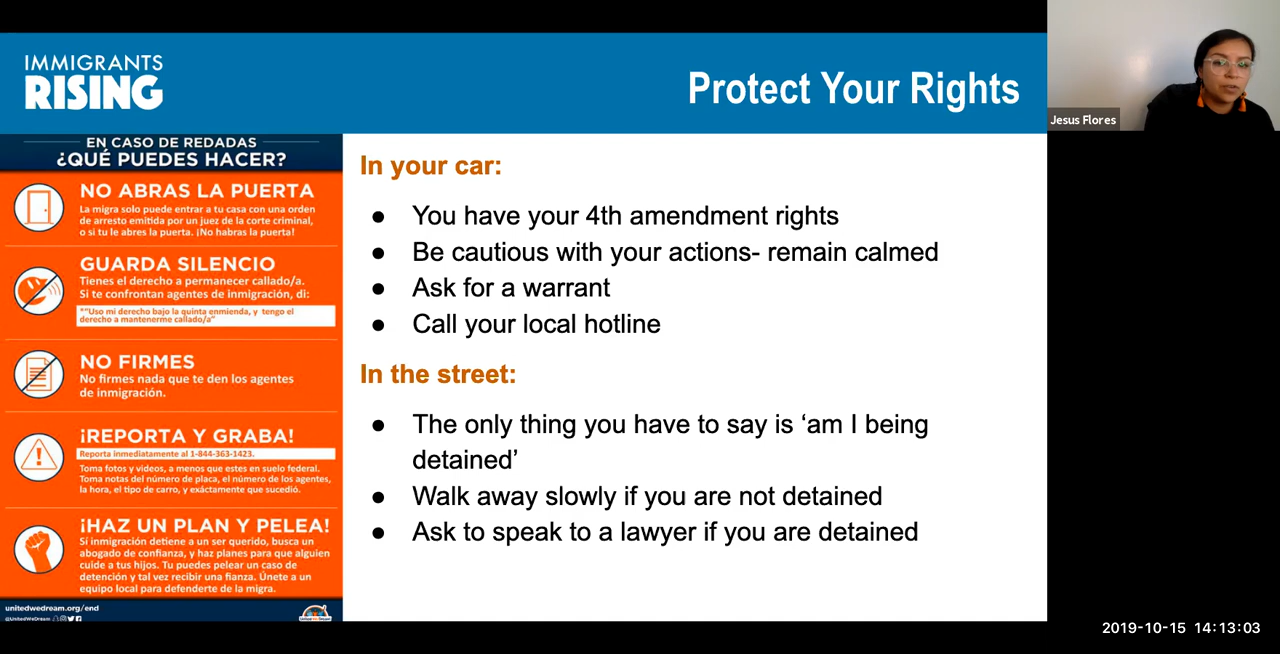 IMMIGRANTS
RISING
Protect Your Rights
Jesus Flores
EN CASO DE REDADAS
¿QUÉ PUEDES HACER?
NO ABRAS LA PUERTA
La migra solo puede entrar a tu casa con una orden
de arresto emitida por un juez de la corte criminal,
o si tu le abres la puerta. ¡No habras la puerta!
GUARDA SILENCIO
Tienes el derecho a permanecer callado/a.
Si te confrontan agentes de inmigración, di:
*"Uso mi derecho bajo la quinta enmienda, y tengo el
derecho a mantenerme callado/a"
NO FIRMES
No firmes nada que te den los agentes
de inmigración.
¡REPORTA Y GRABA!
Reporta inmediatamente al 1-844-363-1423.
Toma fotos y videos, a menos que estes en suelo federal.
Toma notas del número de placa, el número de los agentes,
la hora, el tipo de carro, y exáctamente que sucedió.
¡HAZ UN PLAN Y PELEA!
Sí inmigración detiene a un ser querido, busca un
abogado de confianza, y haz planes para que alguien
cuide a tus hijos. Tu puedes pelear un caso de
detención y tal vez recibir una fianza. Únete a un
equipo local para defenderte de la migra.
unitedwedream.org/end
@UnitedWeDream
In your car:
● You have your 4th amendment rights
● Be cautious with your actions- remain calmed
● Ask for a warrant
● Call your local hotline
In the street:
● The only thing you have to say is ‘am I being
detained’
● Walk away slowly if you are not detained
● Ask to speak to a lawyer if you are detained
2019-10-15 14:13:03